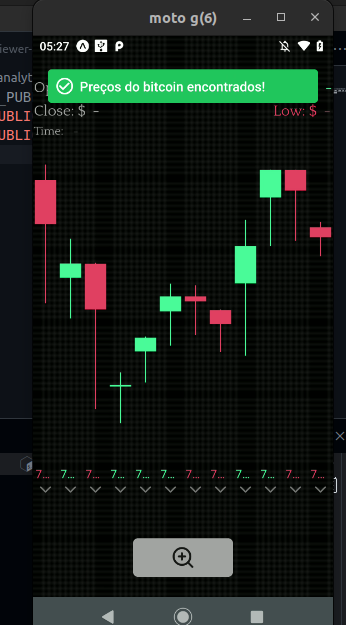 moto g(6)
05:27
Preços do bitcoin encontrados!
Op
Close: $ -
Low: $ -
Time: -
7... 7... 7... 7... 7... 7... 7... 7... 7... 7... 7... 7...
iewer-
analyt
_PUB
UBLI
UBLI